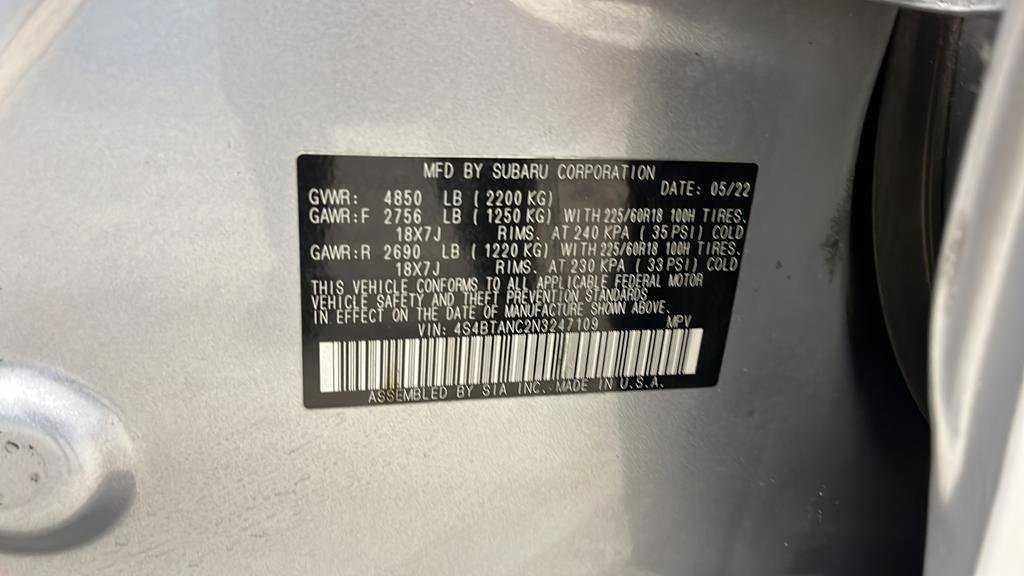 MFD BY SUBARU CORPORATION
DATE: 05/22
GVWR: 4850 LB ( 2200 KG)
GAWR:F 2756 LB ( 1250 KG) WITH 225/60R18 100H TIRES.
18X7J RIMS. AT 240 KPA ( 35 PSI) COLD
GAWR:R 2690 LB ( 1220 KG) WITH 225/60R18 100H TIRES.
18X7J RIMS. AT 230 KPA ( 33 PSI) COLD
THIS VEHICLE CONFORMS TO ALL APPLICABLE FEDERAL MOTOR
VEHICLE SAFETY AND THEFT PREVENTION STANDARDS
IN EFFECT ON THE DATE OF MANUFACTURE SHOWN ABOVE.
VIN: 4S4BTANC2N3247109 MPV
ASSEMBLED BY SIA INC. MADE IN U.S.A.